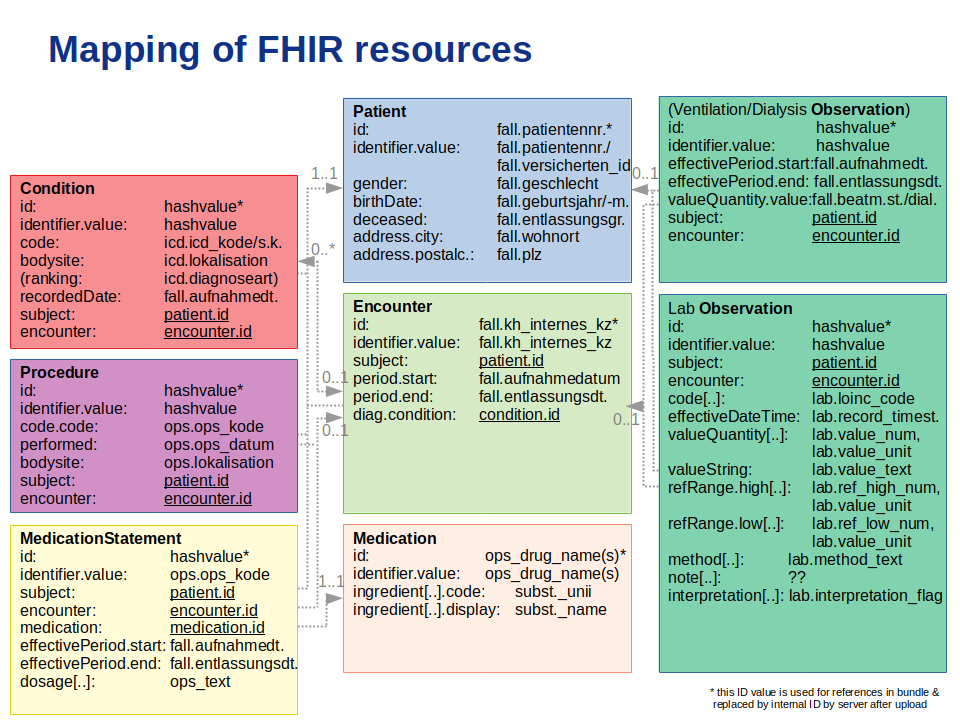 Mapping of FHIR resources
Condition
id: hashvalue*
identifier.value: hashvalue
code: icd.icd_kode/s.k.
bodysite: icd.lokalisation
(ranking: icd.diagnoseart)
recordedDate: fall.aufnahmedt.
subject: patient.id
encounter: encounter.id
Procedure
id: hashvalue*
identifier.value: hashvalue
code.code: ops.ops_kode
performed: ops.ops_datum
bodysite: ops.lokalisation
subject: patient.id
encounter: encounter.id
MedicationStatement
id: hashvalue*
identifier.value: ops.ops_kode
subject: patient.id
encounter: encounter.id
medication: medication.id
effectivePeriod.start: fall.aufnahmedt.
effectivePeriod.end: fall.entlassungsdt.
dosage[..]: ops_text
1..1
0..*
0..1
0..1
1..1
Patient
id: fall.patientennr.*
identifier.value: fall.patientennr./
fall.versicherten_id
gender: fall.geschlecht
birthDate: fall.geburtsjahr/-m.
deceased: fall.entlassungsgr.
address.city: fall.wohnort
address.postalc.: fall.plz
Encounter
id: fall.kh_internes_kz*
identifier.value: fall.kh_internes_kz
subject: patient.id
period.start: fall.aufnahmedatum
period.end: fall.entlassungsdt.
diag.condition: condition.id
Medication
id: ops_drug_name(s)*
identifier.value: ops_drug_name(s)
ingredient[..].code: subst._unii
ingredient[..].display: subst._name
0..1
0..1
(Ventilation/Dialysis Observation)
id: hashvalue*
identifier.value: hashvalue
effectivePeriod.start:fall.aufnahmedt.
effectivePeriod.end: fall.entlassungsdt.
valueQuantity.value:fall.beatm.st./dial.
subject: patient.id
encounter: encounter.id
Lab Observation
id: hashvalue*
identifier.value: hashvalue
subject: patient.id
encounter: encounter.id
code[..]: lab.loinc_code
effectiveDateTime: lab.record_timest.
valueQuantity[..]: lab.value_num,
lab.value_unit
valueString: lab.value_text
refRange.high[..]: lab.ref_high_num,
lab.value_unit
refRange.low[..]: lab.ref_low_num,
lab.value_unit
method[..]: lab.method_text
note[..]: ??
interpretation[..]: lab.interpretation_flag
* this ID value is used for references in bundle &
replaced by internal ID by server after upload